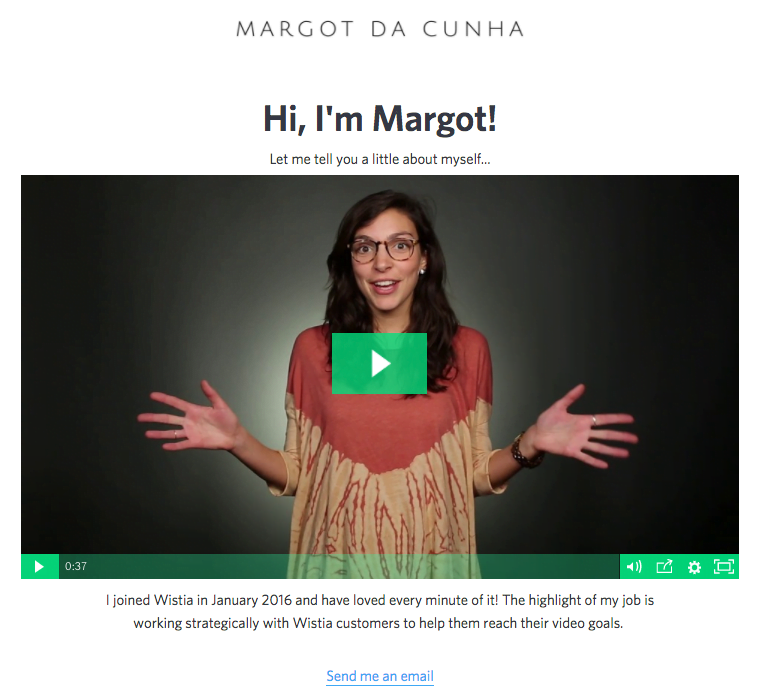 MARGOT DA CUNHA
Hi, I'm Margot!
Let me tell you a little about myself...
0:37
I joined Wistia in January 2016 and have loved every minute of it! The highlight of my job is
working strategically with Wistia customers to help them reach their video goals.
Send me an email